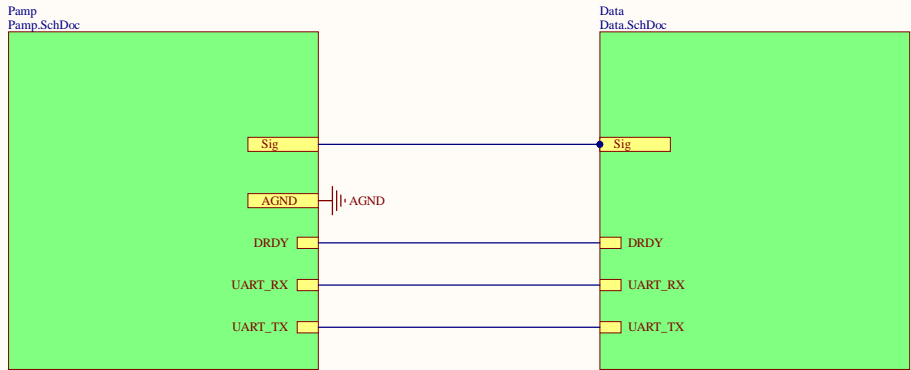 Pamp
Pamp.SchDoc
Data
Data.SchDoc
Sig
Sig
AGND
AGND
DRDY
DRDY
UART_RX
UART_RX
UART_TX
UART_TX